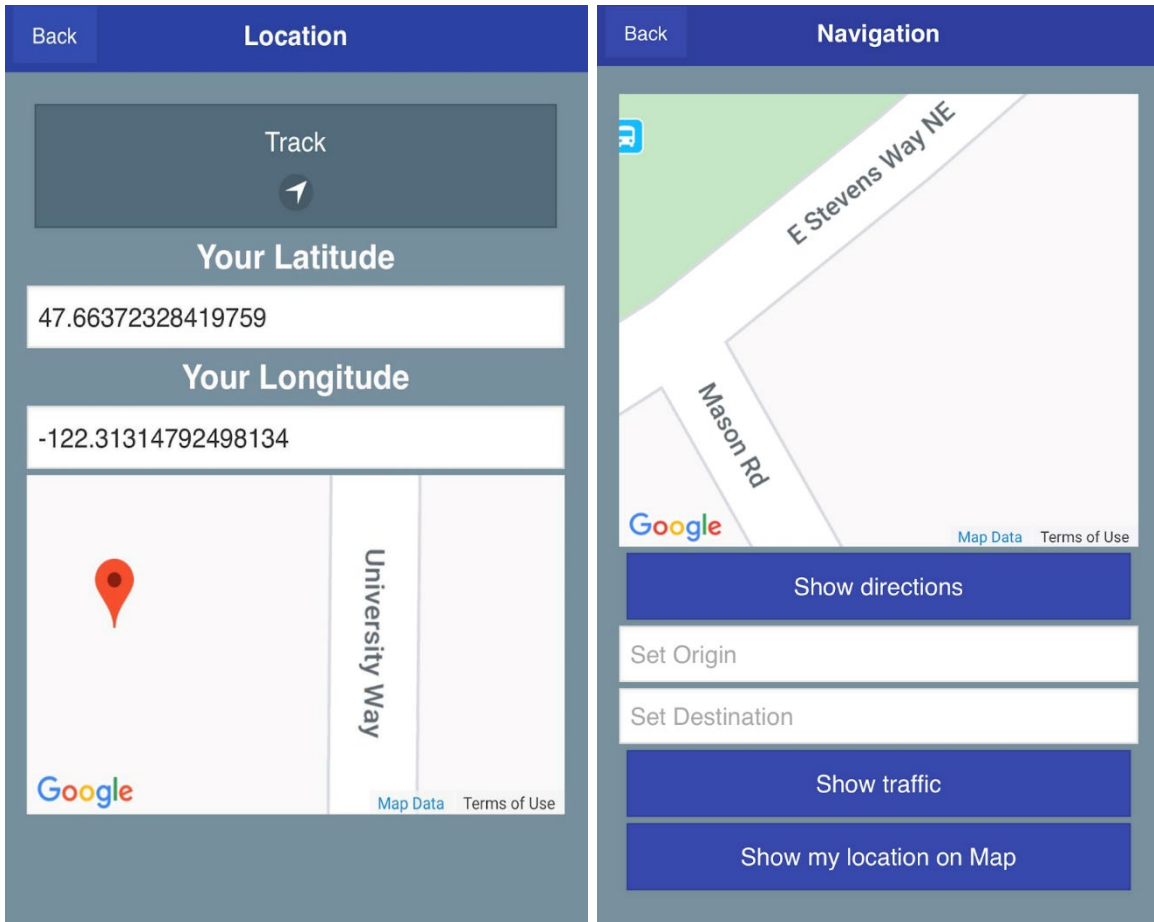 Back
Location
Track
Your Latitude
47.66372328419759
Your Longitude
-122.31314792498134
University Way
Google
Map Data
Terms of Use
Back
Navigation
E Stevens Way NE
Mason Rd
Google
Map Data
Terms of Use
Show directions
Set Origin
Set Destination
Show traffic
Show my location on Map